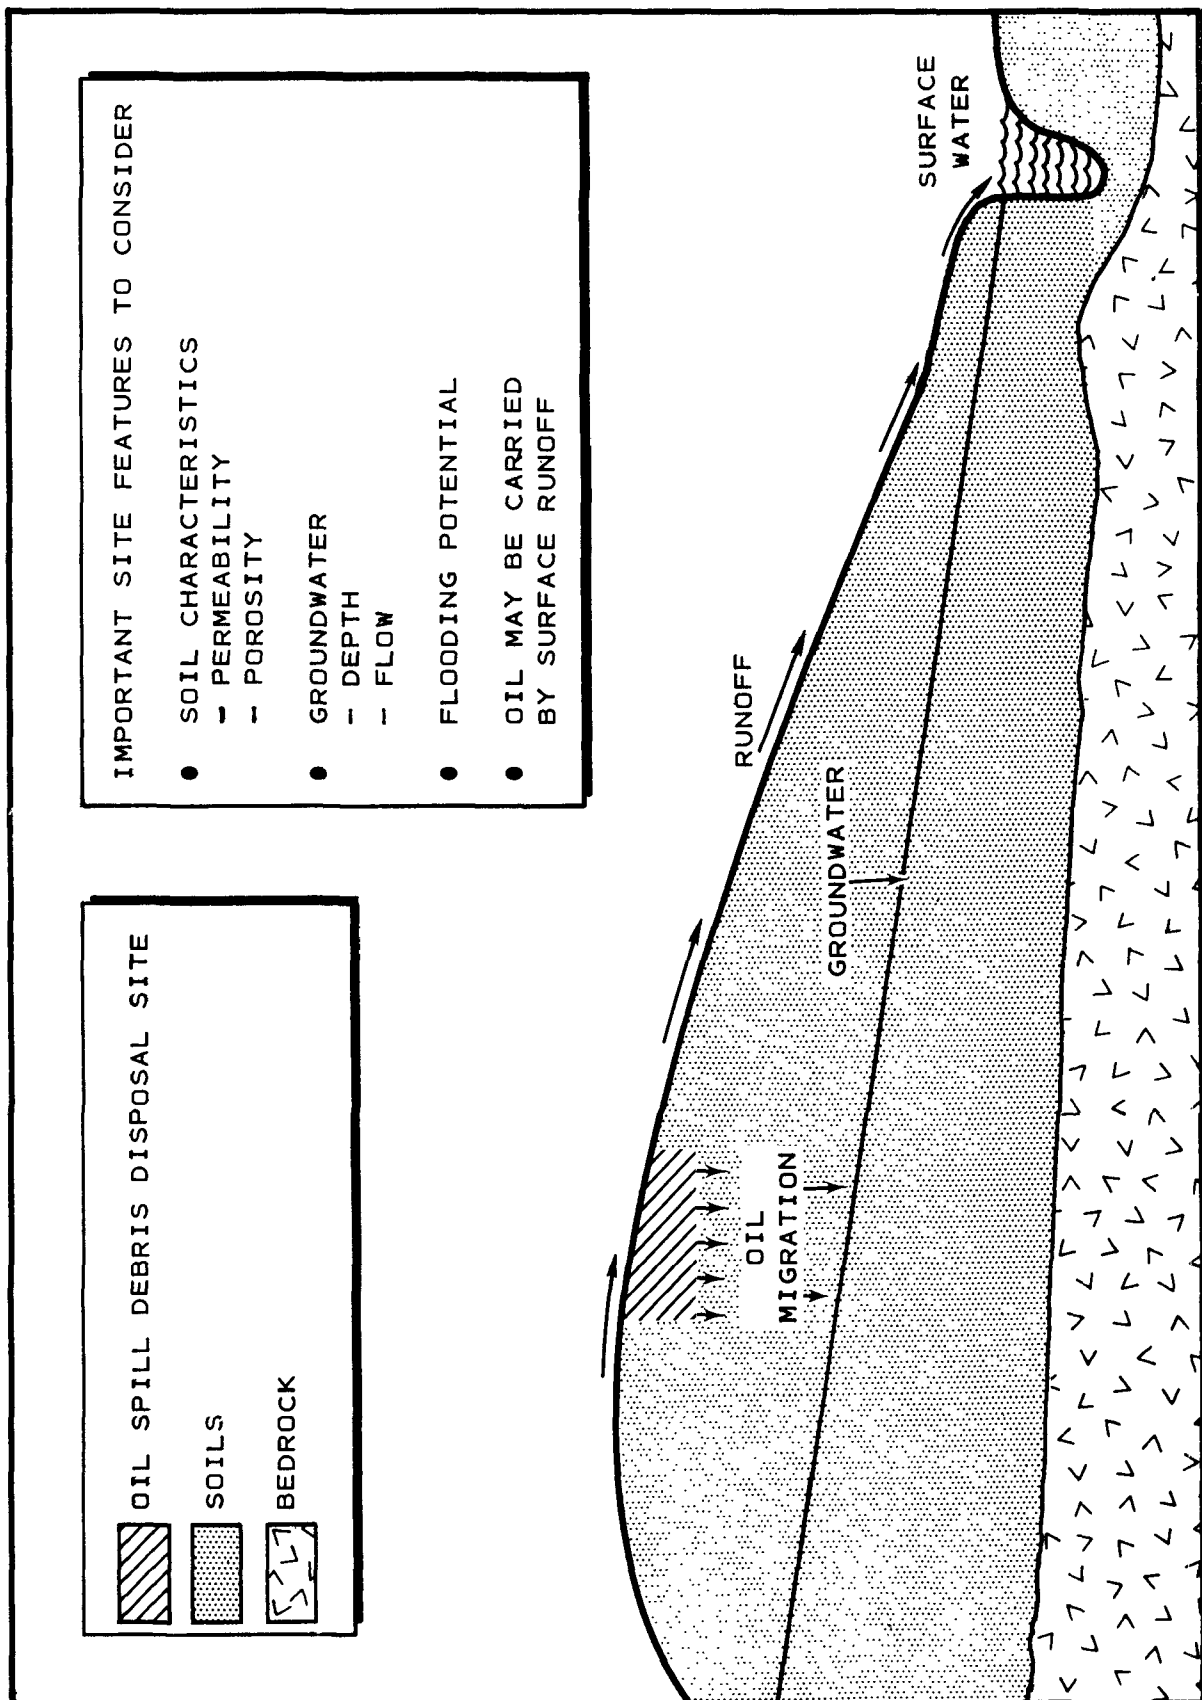 OIL SPILL DEBRIS DISPOSAL SITE
SOILS
BEDROCK
IMPORTANT SITE FEATURES TO CONSIDER
● SOIL CHARACTERISTICS
– PERMEABILITY
– POROSITY
● GROUNDWATER
– DEPTH
– FLOW
● FLOODING POTENTIAL
● OIL MAY BE CARRIED
BY SURFACE RUNOFF
OIL
MIGRATION
GROUNDWATER
RUNOFF
SURFACE
WATER